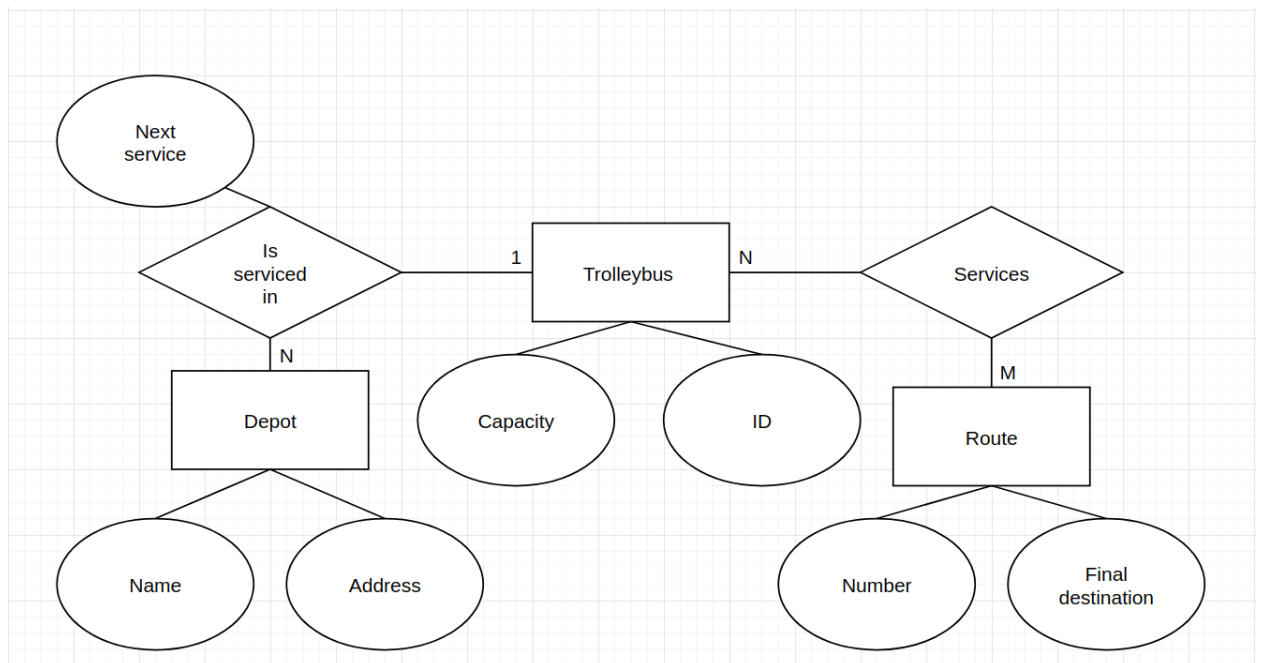 Next
service
Is
serviced
in
1
Trolleybus
N
Services
N
M
Depot
Capacity
ID
Route
Name
Address
Number
Final
destination